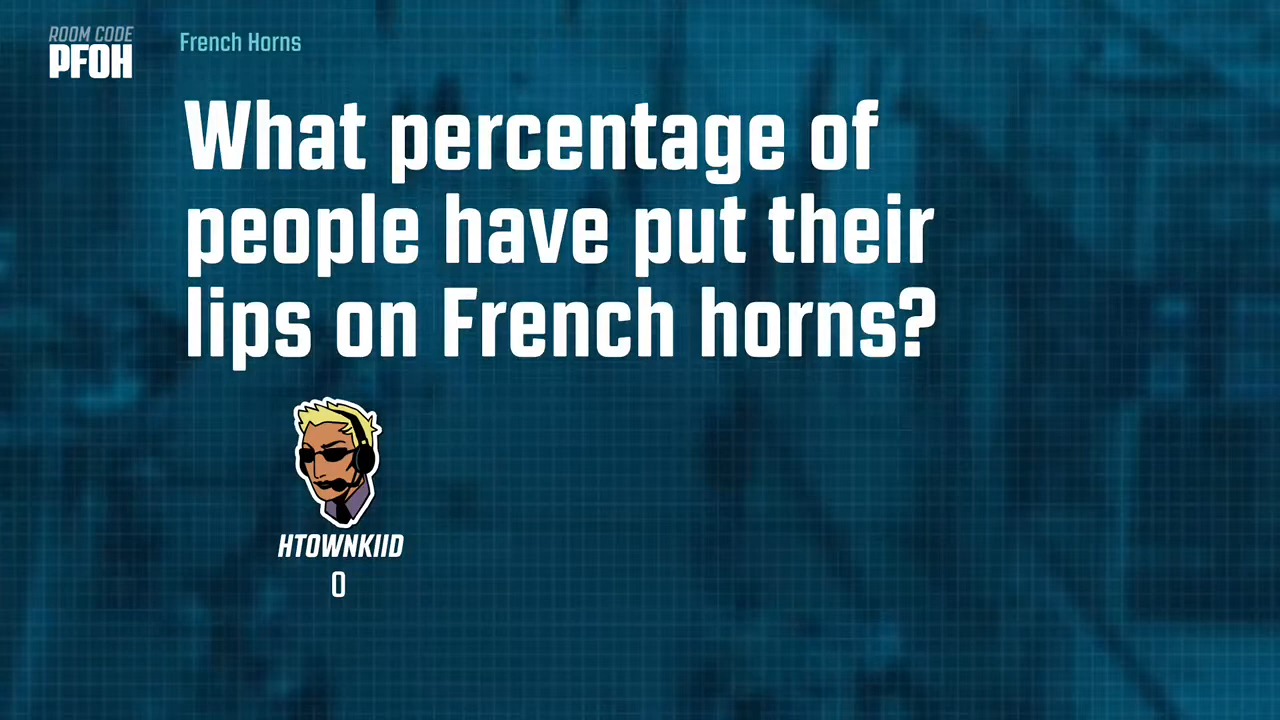 ROOM CODE
PFOH
French Horns
What percentage of
people have put their
lips on French horns?
HTOWNKIID
0